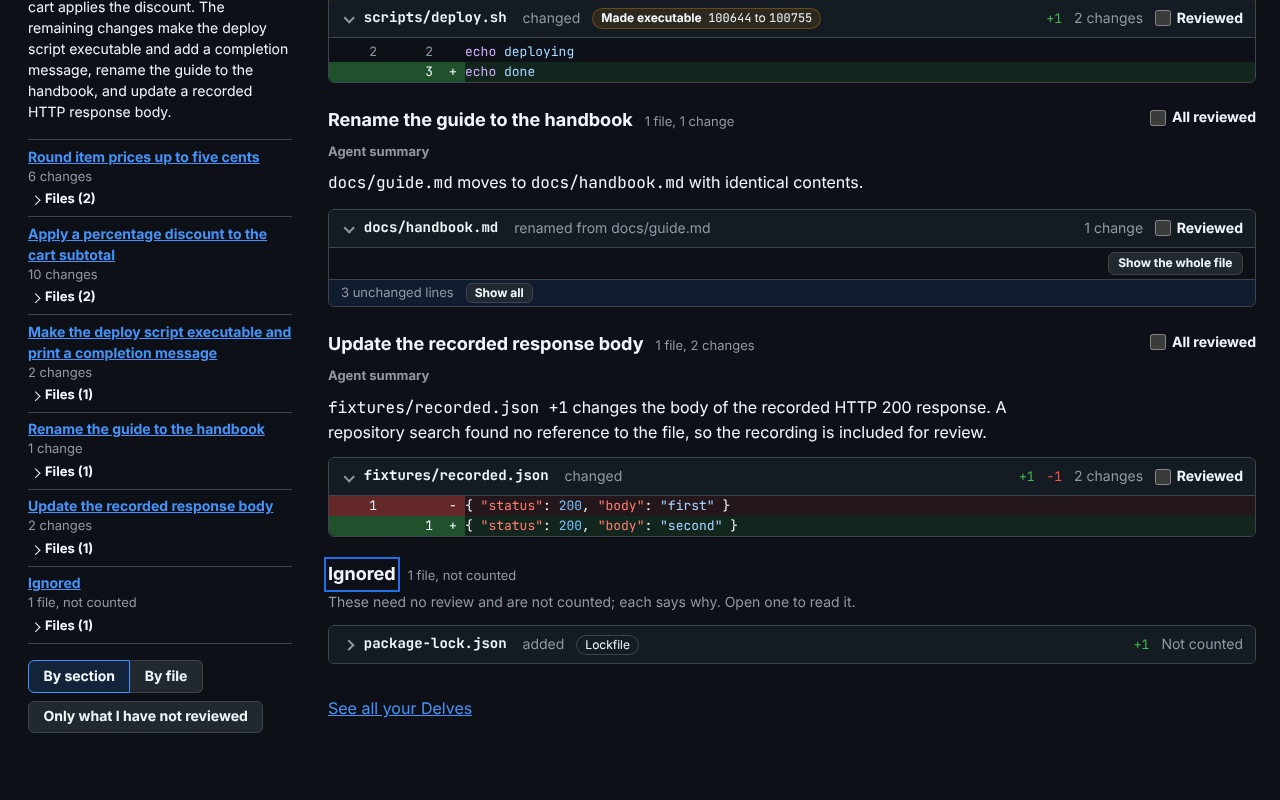 cart applies the discount. The
remaining changes make the deploy
script executable and add a completion
message, rename the guide to the
handbook, and update a recorded
HTTP response body.
Round item prices up to five cents
6 changes
Files (2)
Apply a percentage discount to the
cart subtotal
10 changes
Files (2)
Make the deploy script executable and
print a completion message
2 changes
Files (1)
Rename the guide to the handbook
1 change
Files (1)
Update the recorded response body
2 changes
Files (1)
Ignored
1 file, not counted
Files (1)
By section By file
Only what I have not reviewed
scripts/deploy.sh changed Made executable 100644 to 100755 +1 2 changes Reviewed
2 2 echo deploying
3 + echo done
Rename the guide to the handbook 1 file, 1 change All reviewed
Agent summary
docs/guide.md moves to docs/handbook.md with identical contents.
docs/handbook.md renamed from docs/guide.md 1 change Reviewed
Show the whole file
3 unchanged lines Show all
Update the recorded response body 1 file, 2 changes All reviewed
Agent summary
fixtures/recorded.json +1 changes the body of the recorded HTTP 200 response. A
repository search found no reference to the file, so the recording is included for review.
fixtures/recorded.json changed +1 -1 2 changes Reviewed
1 - { "status": 200, "body": "first" }
1 + { "status": 200, "body": "second" }
Ignored 1 file, not counted
These need no review and are not counted; each says why. Open one to read it.
package-lock.json added Lockfile +1 Not counted
See all your Delves